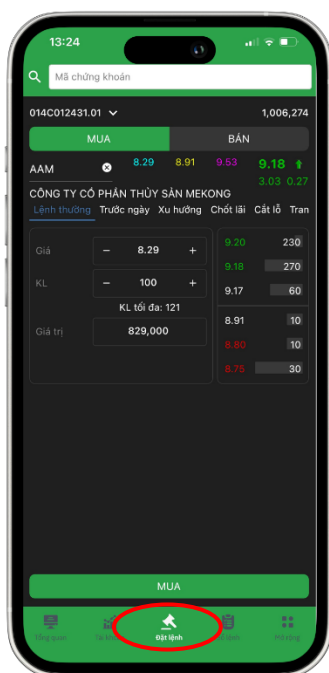 13:24
Mã chứng khoán
014C012431.01 1,006,274
MUA BÁN
AAM 8.29 8.91 9.53 9.18
3.03 0.27
CÔNG TY CỔ PHẦN THỦY SẢN MEKONG
Lệnh thường Trước ngày Xu hướng Chốt lãi Cắt lỗ Tran
Giá – 8.29 + 9.20 230
9.18 270
KL – 100 + 9.17 60
KL tối đa: 121
8.91 10
Giá trị 829,000 8.80 10
8.75 30
MUA
Tổng quan Đặt lệnh Mở rộng